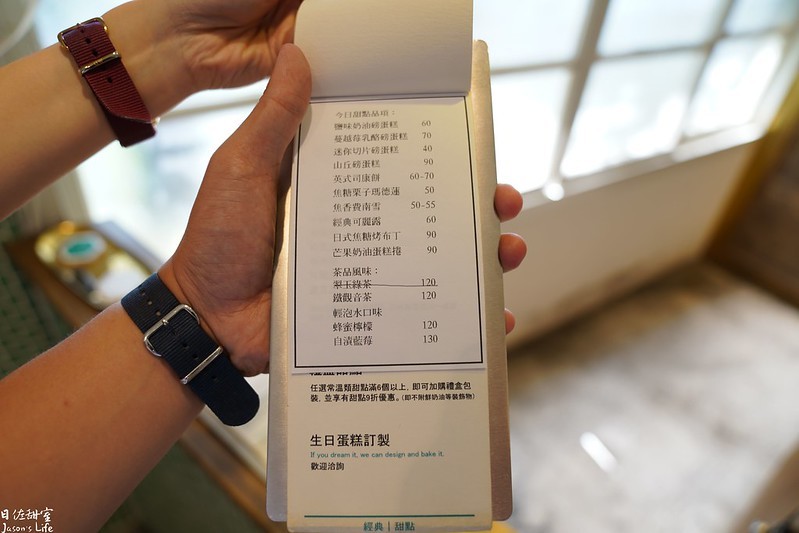 今日甜點品項：
鹽味奶油磅蛋糕 60
蔓越莓乳酪磅蛋糕 70
迷你切片磅蛋糕 40
山丘磅蛋糕 90
英式司康餅 60-70
焦糖栗子瑪德蓮 50
焦香費南雪 50-55
經典可麗露 60
日式焦糖烤布丁 90
芒果奶油蛋糕捲 90
茶品風味：
翠玉綠茶 120
鐵觀音茶 120
輕泡水口味
蜂蜜檸檬 120
自漬藍莓 130
任選常溫類甜點滿6個以上，即可加購禮盒包
裝，並享有甜點9折優惠。（即不附鮮奶油等裝飾物）
生日蛋糕訂製
If you dream it, we can design and bake it.
歡迎洽詢
經典｜甜點
日佐甜室
Jason's Life